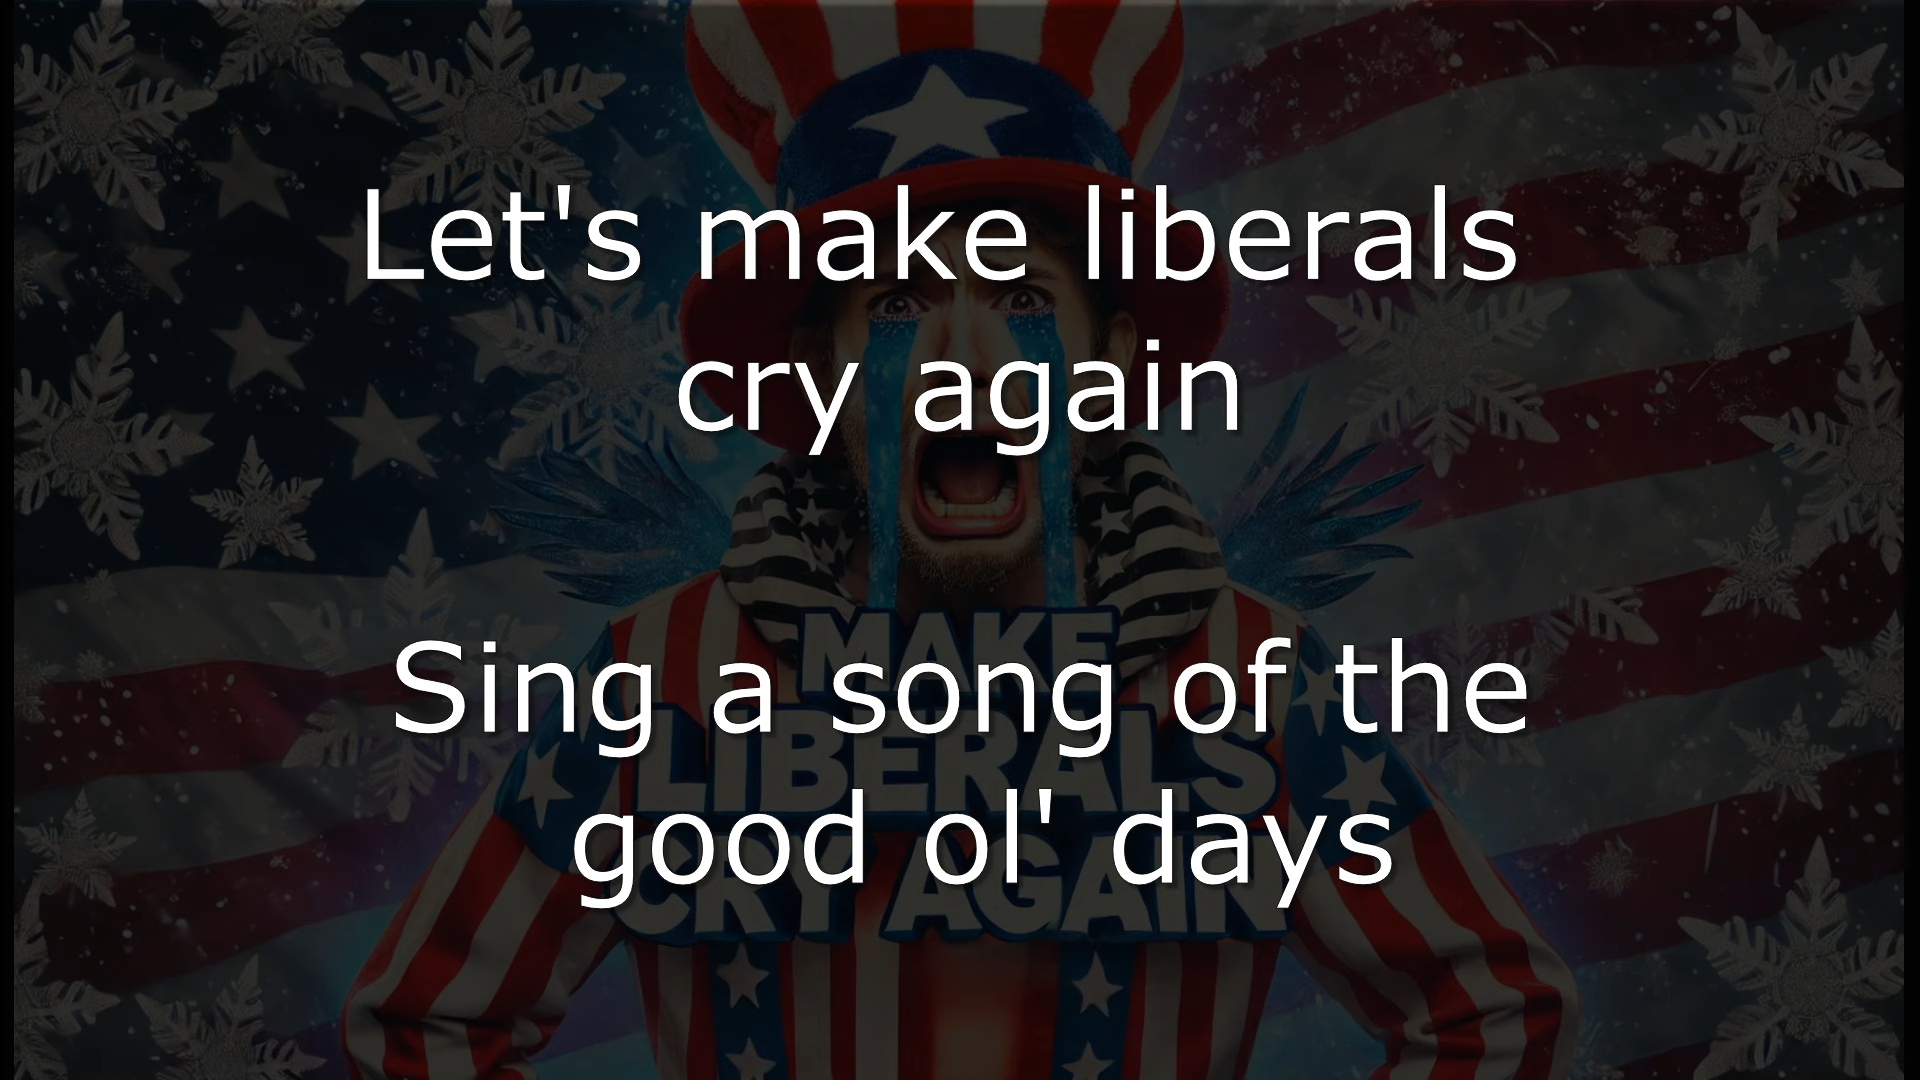 Let's make liberals
cry again
Sing a song of the
good ol' days
MAKE
LIBERALS
CRY AGAIN